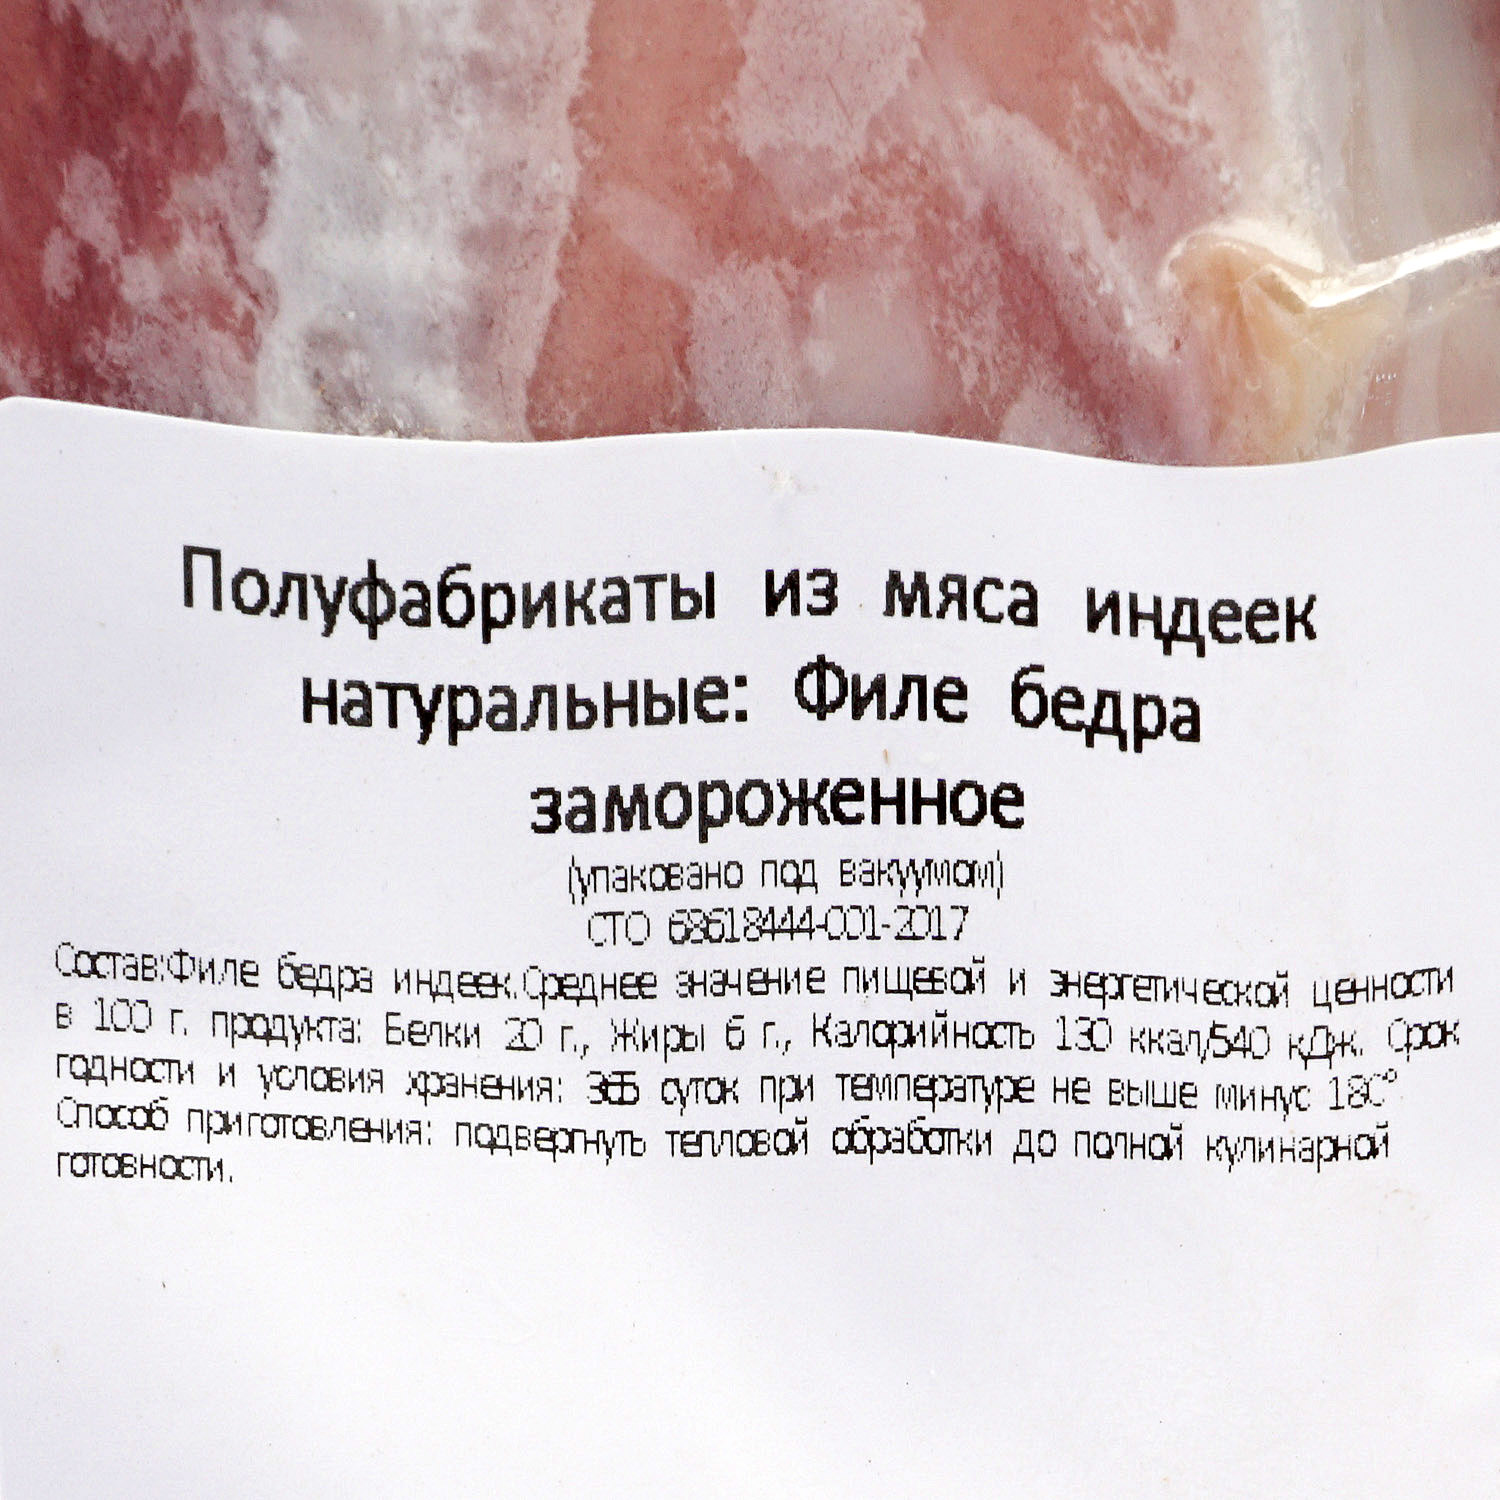 Полуфабрикаты из мяса индеек
натуральные: Филе бедра
замороженное
(упаковано под вакуумом)
СТО 68618444-001-2017
Состав:Филе бедра индеек.Среднее значение пищевой и энергетической ценности
в 100 г. продукта: Белки 20 г., Жиры 6 г., Калорийность 130 ккал/540 кДж. Срок
годности и условия хранения: 365 суток при температуре не выше минус 18С°
Способ приготовления: подвергнуть тепловой обработки до полной кулинарной
готовности.